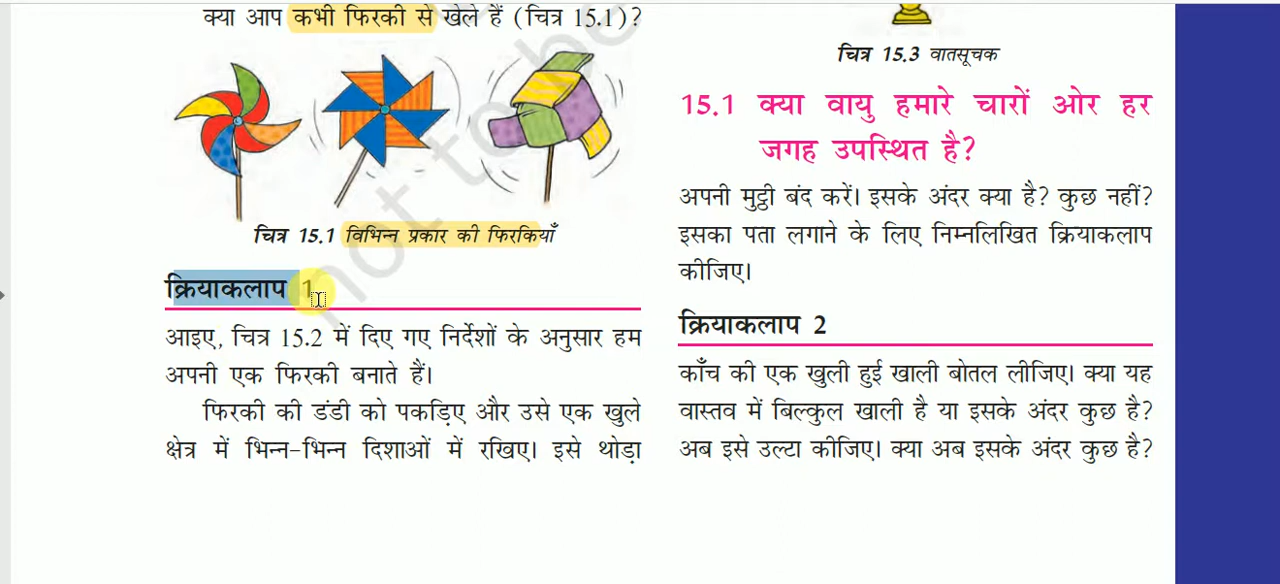 क्या आप कभी फिरकी से खेले हैं (चित्र 15.1)?
चित्र 15.1 विभिन्न प्रकार की फिरकियाँ
क्रियाकलाप 1
आइए, चित्र 15.2 में दिए गए निर्देशों के अनुसार हम
अपनी एक फिरकी बनाते हैं।
फिरकी की डंडी को पकड़िए और उसे एक खुले
क्षेत्र में भिन्न-भिन्न दिशाओं में रखिए। इसे थोड़ा
चित्र 15.3 वातसूचक
15.1 क्या वायु हमारे चारों ओर हर
जगह उपस्थित है?
अपनी मुट्ठी बंद करें। इसके अंदर क्या है? कुछ नहीं?
इसका पता लगाने के लिए निम्नलिखित क्रियाकलाप
कीजिए।
क्रियाकलाप 2
काँच की एक खुली हुई खाली बोतल लीजिए। क्या यह
वास्तव में बिल्कुल खाली है या इसके अंदर कुछ है?
अब इसे उल्टा कीजिए। क्या अब इसके अंदर कुछ है?
not to be